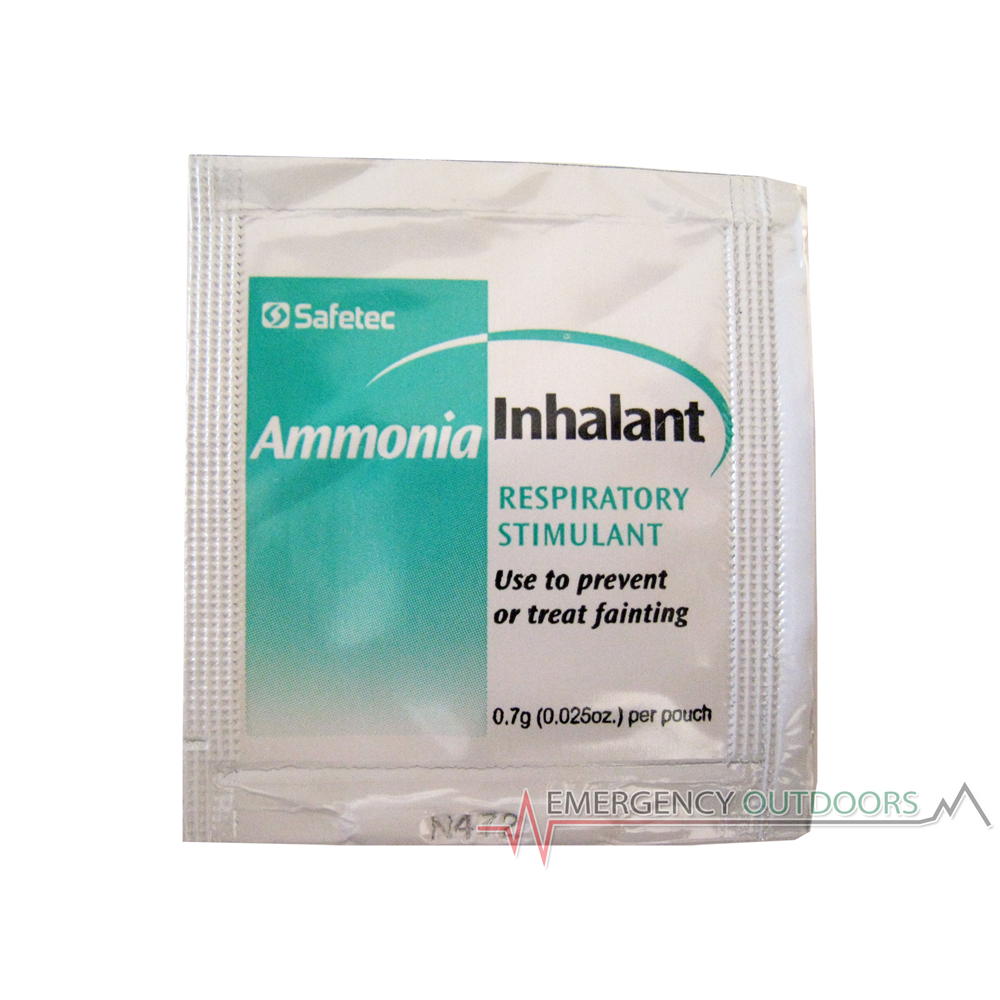 Safetec
Ammonia Inhalant
RESPIRATORY
STIMULANT
Use to prevent
or treat fainting
0.7g (0.025oz.) per pouch
EMERGENCY OUTDOORS